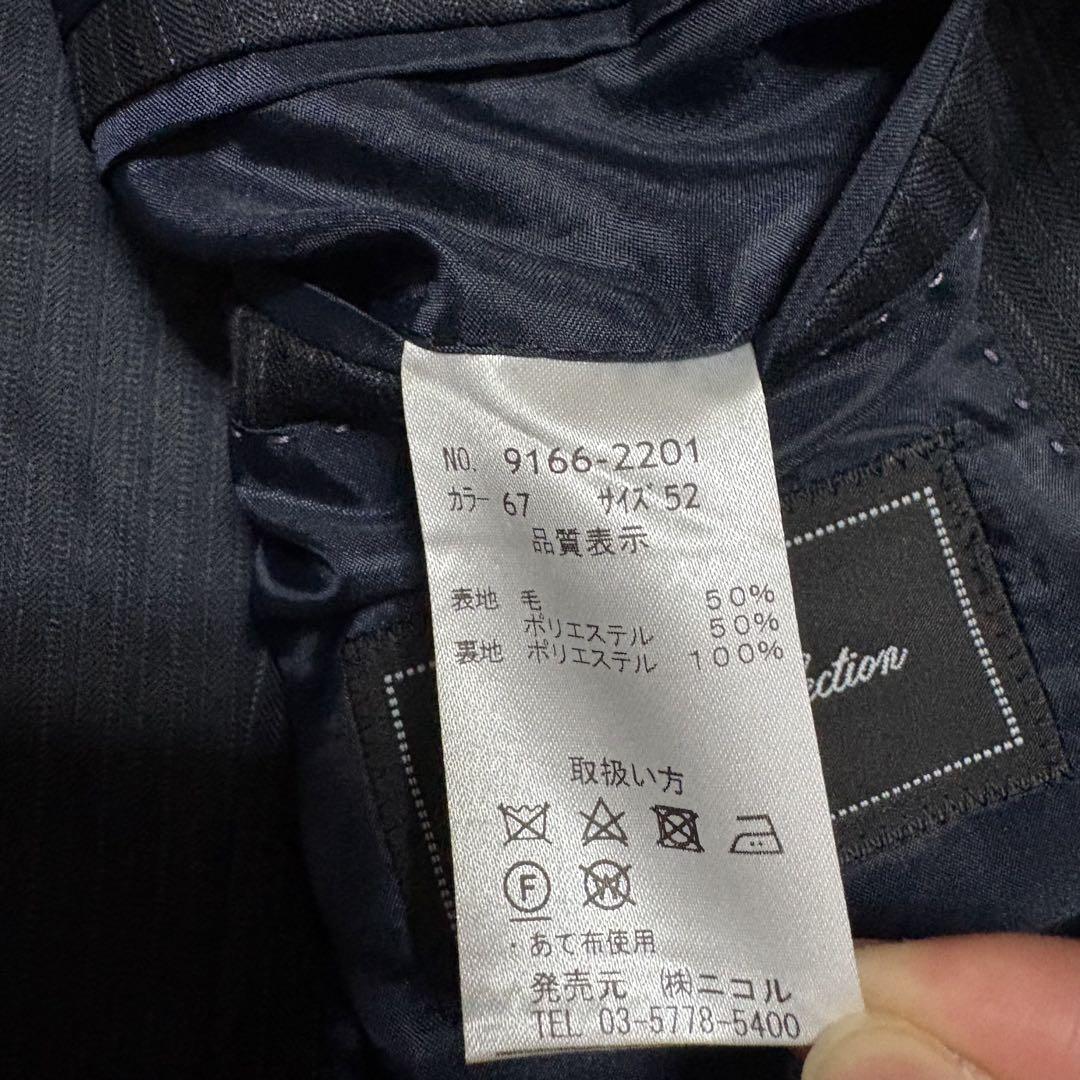 NO. 9166-2201
カラー 67 サイズ 52
品質表示
表地 毛 50%
ポリエステル 50%
裏地 ポリエステル 100%
取扱い方
F
W
・あて布使用
発売元 ㈱ニコル
TEL 03-5778-5400